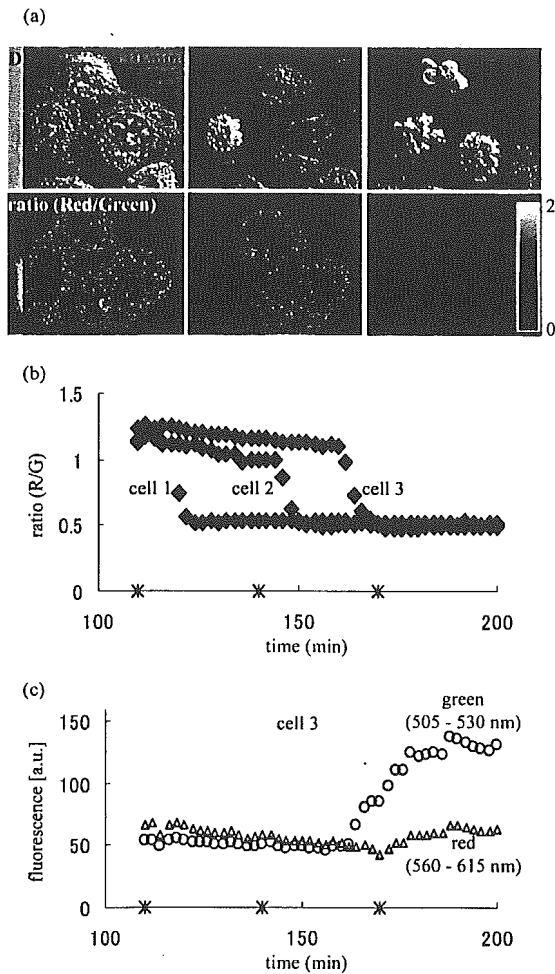 (a)
D
ratio (Red/Green)
2
0
(b)
1.5
1
0.5
0
ratio (R/G)
cell 1
cell 2
cell 3
100
150
200
time (min)
(c)
150
100
50
0
fluorescence [a.u.]
cell 3
green
(505 - 530 nm)
red
(560 - 615 nm)
100
150
200
time (min)